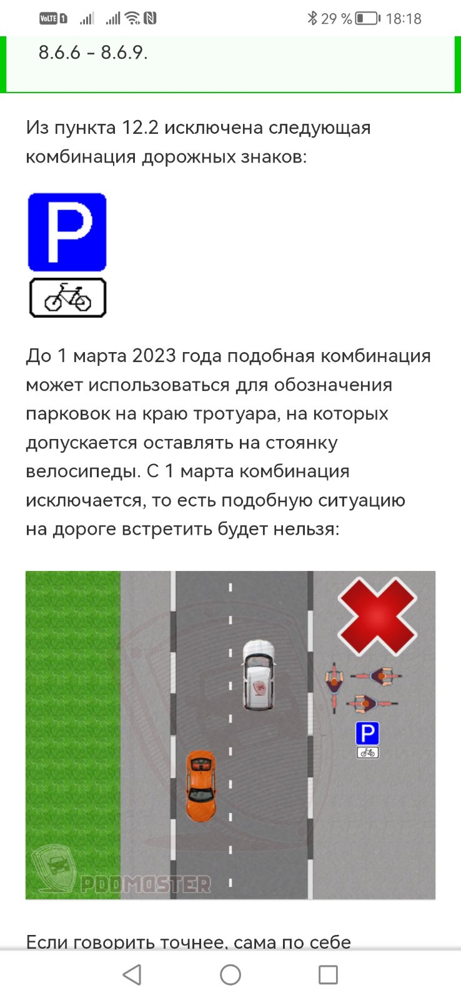 VoLTE 1 29 % 18:18
8.6.6 – 8.6.9.
Из пункта 12.2 исключена следующая
комбинация дорожных знаков:
P
До 1 марта 2023 года подобная комбинация
может использоваться для обозначения
парковок на краю тротуара, на которых
допускается оставлять на стоянку
велосипеды. С 1 марта комбинация
исключается, то есть подобную ситуацию
на дороге встретить будет нельзя:
P
PDDMASTER
Если говорить точнее, сама по себе